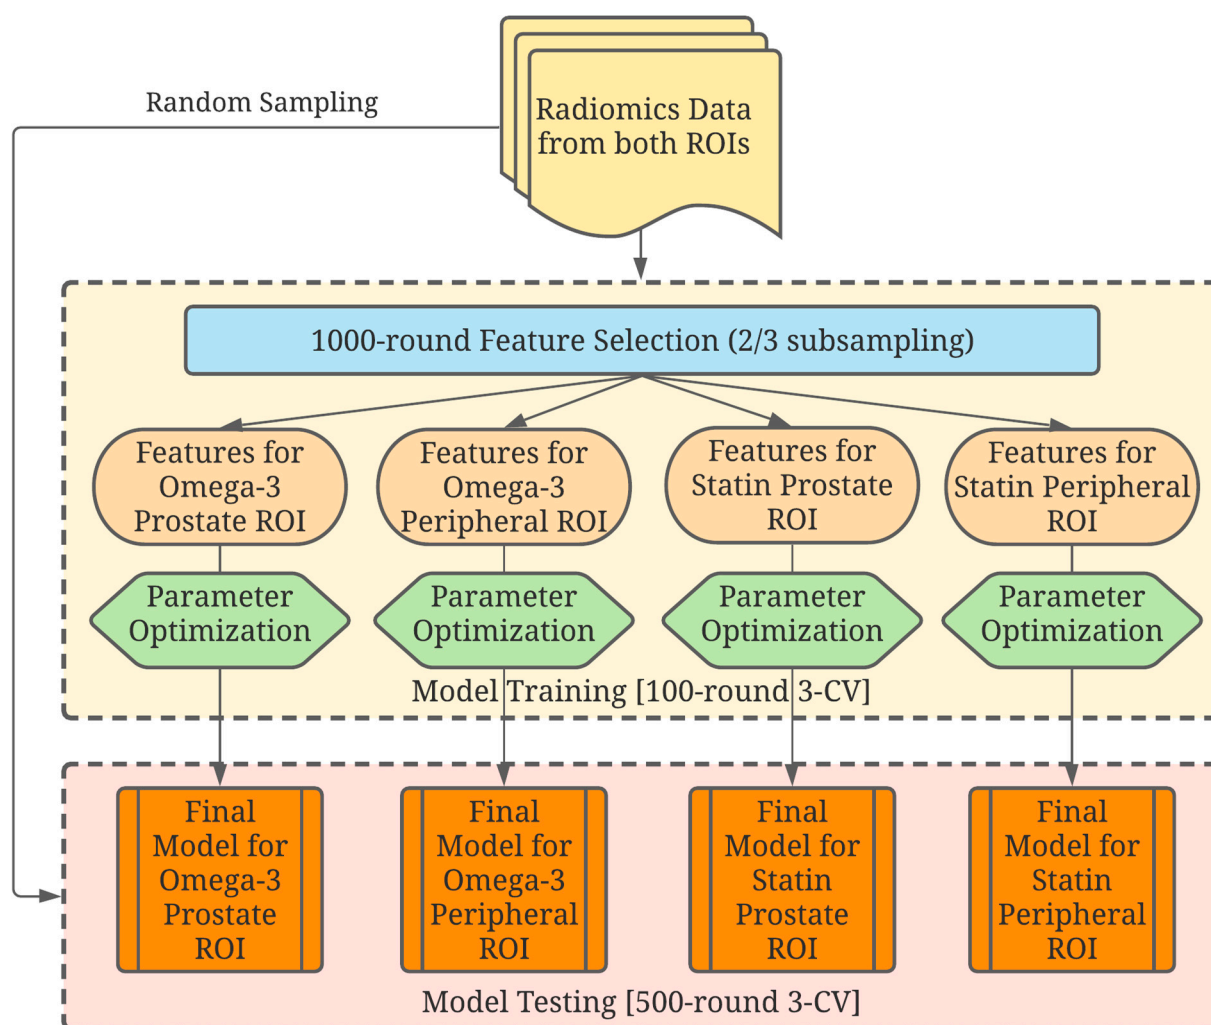 Random Sampling
Radiomics Data
from both ROIs
1000-round Feature Selection (2/3 subsampling)
Features for
Omega-3
Prostate ROI
Features for
Omega-3
Peripheral ROI
Features for
Statin Prostate
ROI
Features for
Statin Peripheral
ROI
Parameter
Optimization
Parameter
Optimization
Parameter
Optimization
Parameter
Optimization
Model Training [100-round 3-CV]
Final
Model for
Omega-3
Prostate
ROI
Final
Model for
Omega-3
Peripheral
ROI
Final
Model for
Statin
Prostate
ROI
Final
Model for
Statin
Peripheral
ROI
Model Testing [500-round 3-CV]